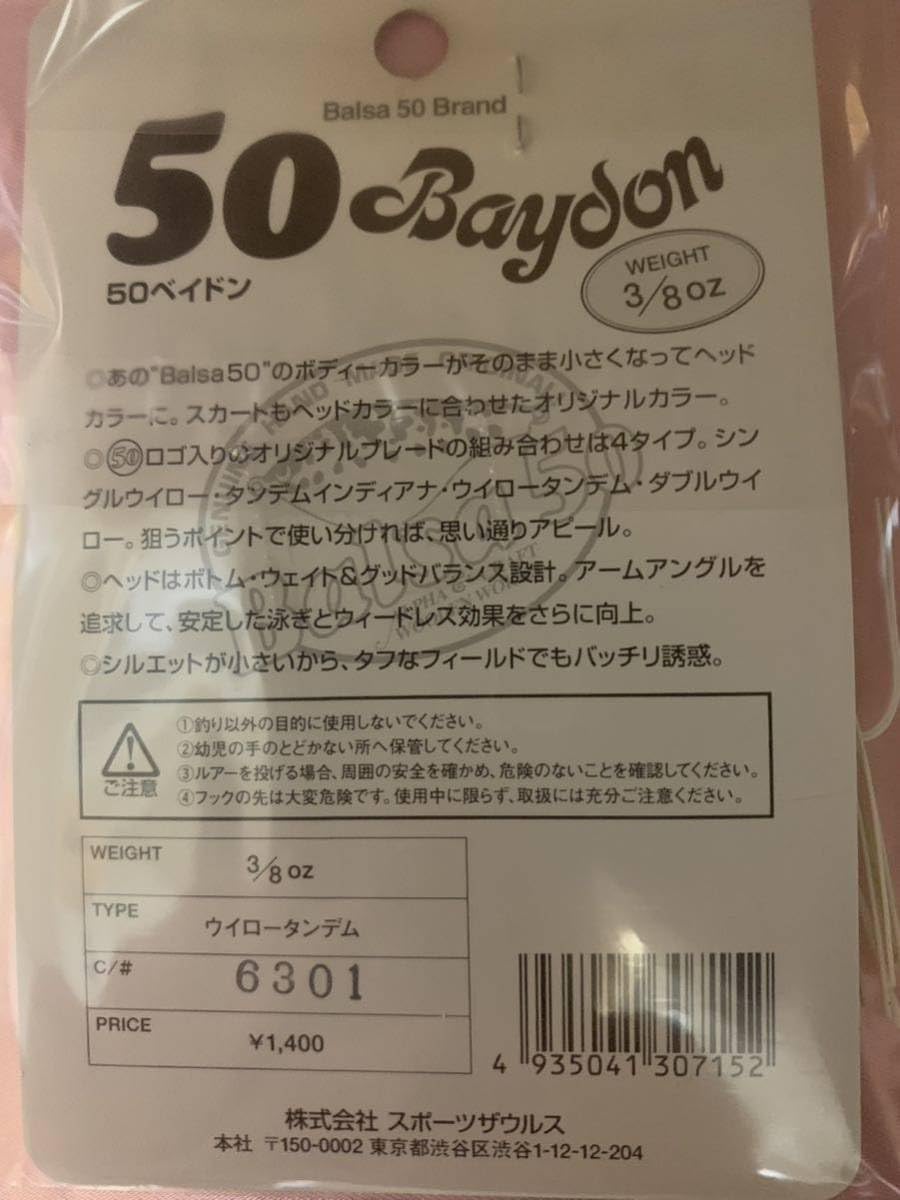 Balsa 50 Brand
50 Baydon
50ベイドン
WEIGHT
3/8 oz
◎あの"Balsa50"のボディーカラーがそのまま小さくなってヘッド
カラーに。スカートもヘッドカラーに合わせたオリジナルカラー。
◎50ロゴ入りのオリジナルブレードの組み合わせは4タイプ。シン
グルウイロー・タンデムインディアナ・ウイロータンデム・ダブルウイ
ロー。狙うポイントで使い分ければ、思い通りアピール。
◎ヘッドはボトム・ウェイト&グッドバランス設計。アームアングルを
追求して、安定した泳ぎとウィードレス効果をさらに向上。
◎シルエットが小さいから、タフなフィールドでもバッチリ誘惑。
Balsa 50
ご注意
①釣り以外の目的に使用しないでください。
②幼児の手のとどかない所へ保管してください。
③ルアーを投げる場合、周囲の安全を確かめ、危険のないことを確認してください。
④フックの先は大変危険です。使用中に限らず、取扱には充分ご注意ください。
WEIGHT 3/8 oz
TYPE ウイロータンデム
C/# 6301
PRICE ¥1,400
4 935041 307152
株式会社 スポーツザウルス
本社 〒150-0002 東京都渋谷区渋谷1-12-12-204